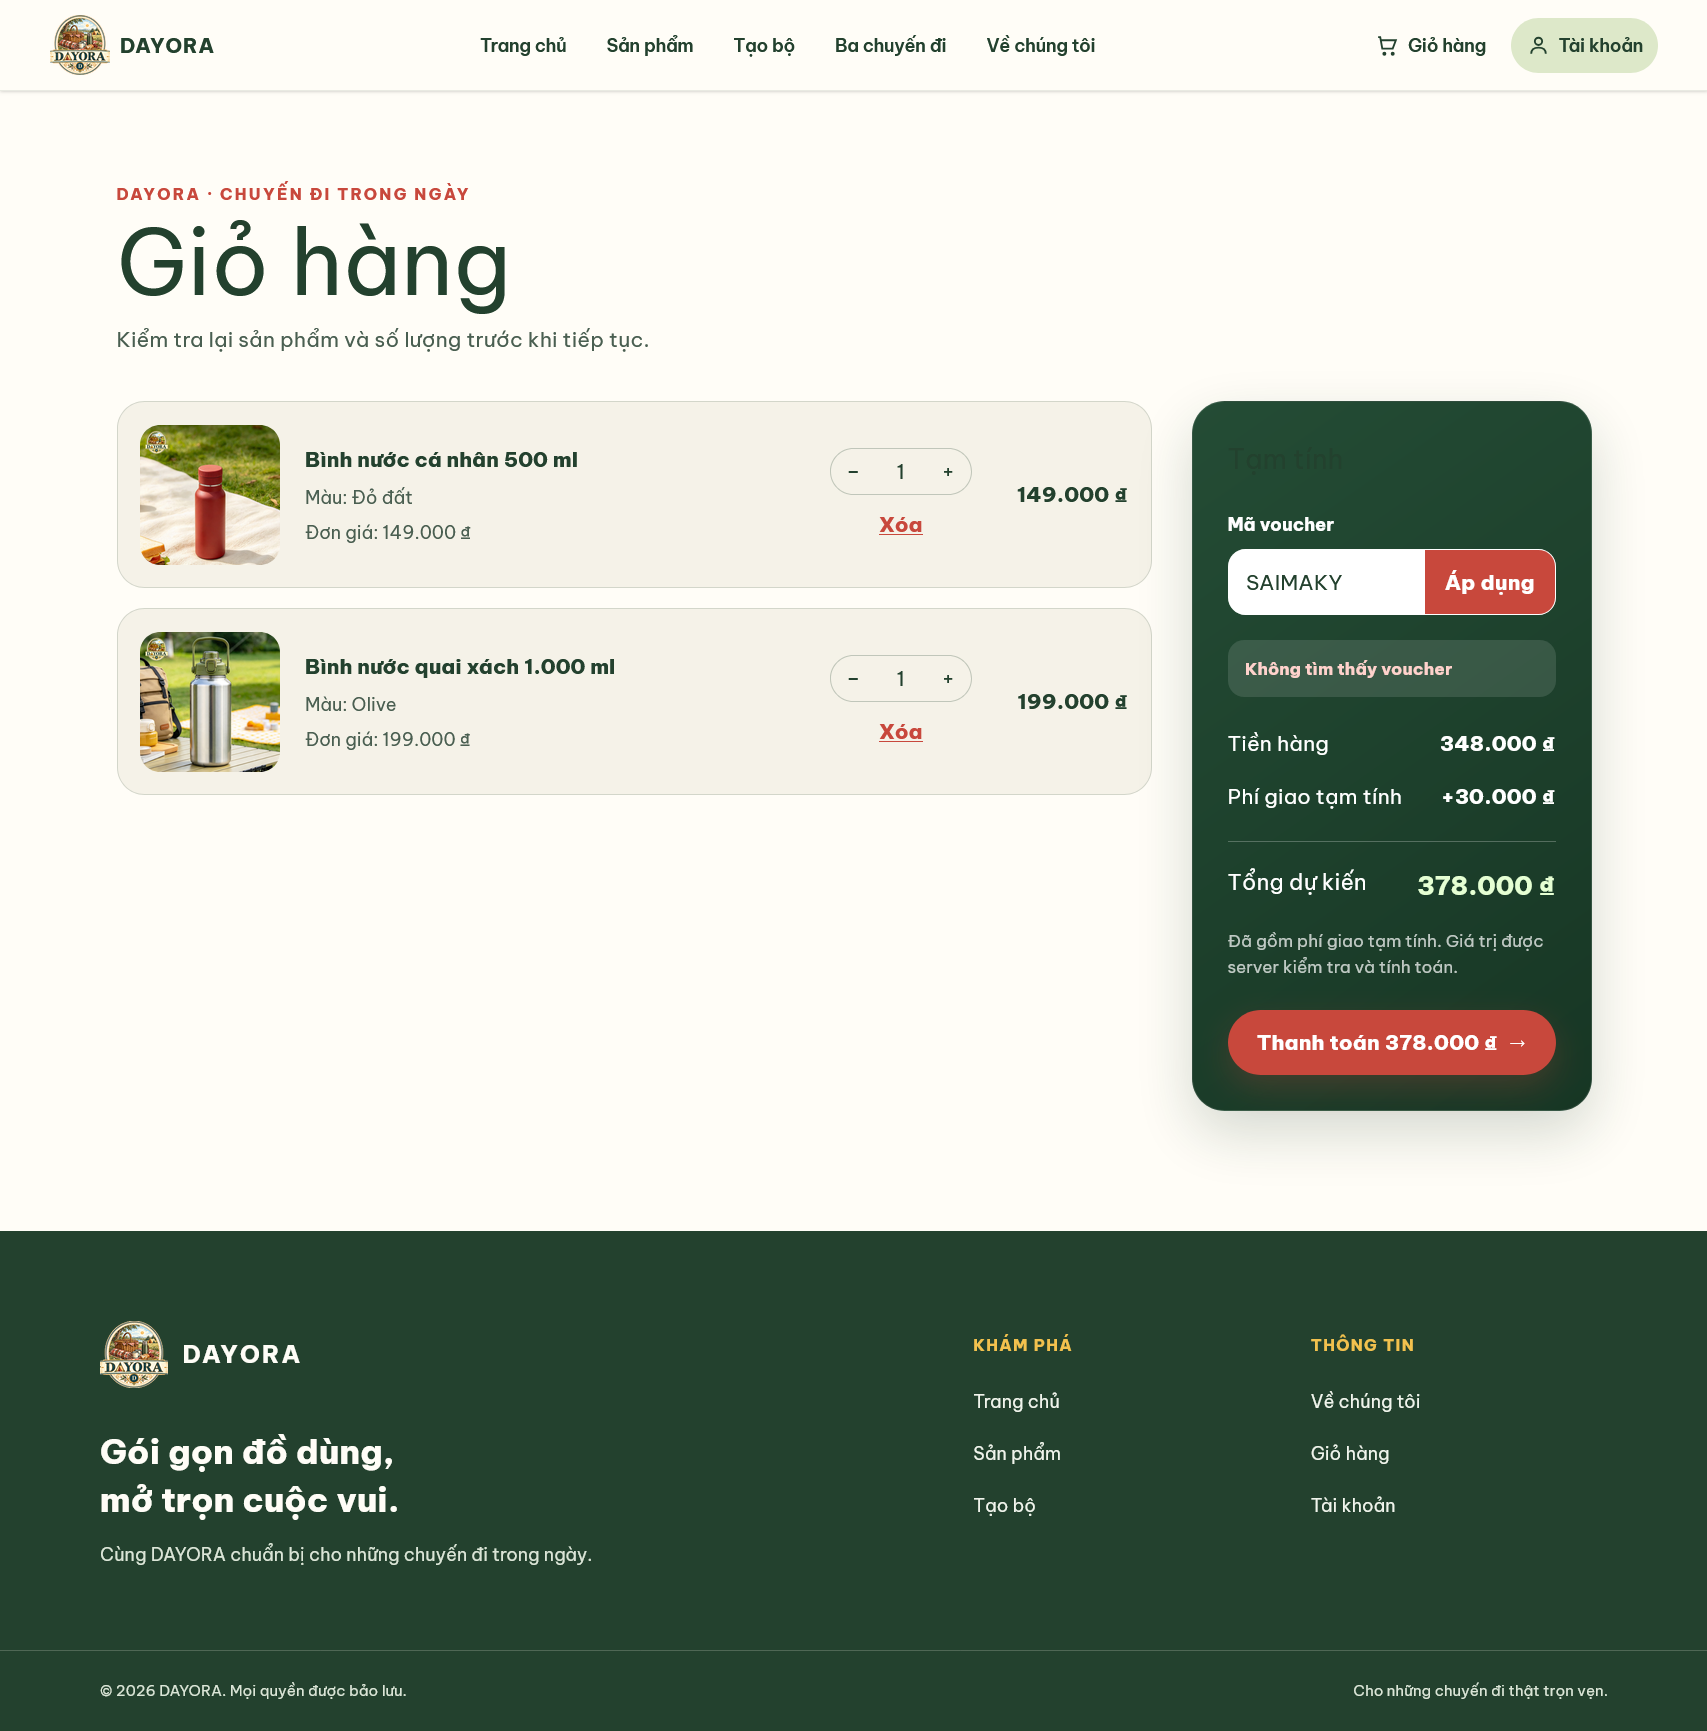 DAYORA
DAYORA
Trang chủ
Sản phẩm
Tạo bộ
Ba chuyến đi
Về chúng tôi
Giỏ hàng
Tài khoản
DAYORA · CHUYẾN ĐI TRONG NGÀY
Giỏ hàng
Kiểm tra lại sản phẩm và số lượng trước khi tiếp tục.
DAYORA
Bình nước cá nhân 500 ml
Màu: Đỏ đất
Đơn giá: 149.000 ₫
− 1 +
Xóa
149.000 ₫
DAYORA
Bình nước quai xách 1.000 ml
Màu: Olive
Đơn giá: 199.000 ₫
− 1 +
Xóa
199.000 ₫
Tạm tính
Mã voucher
SAIMAKY
Áp dụng
Không tìm thấy voucher
Tiền hàng 348.000 ₫
Phí giao tạm tính +30.000 ₫
Tổng dự kiến 378.000 ₫
Đã gồm phí giao tạm tính. Giá trị được
server kiểm tra và tính toán.
Thanh toán 378.000 ₫ →
DAYORA
D
DAYORA
Gói gọn đồ dùng,
mở trọn cuộc vui.
Cùng DAYORA chuẩn bị cho những chuyến đi trong ngày.
KHÁM PHÁ
Trang chủ
Sản phẩm
Tạo bộ
THÔNG TIN
Về chúng tôi
Giỏ hàng
Tài khoản
© 2026 DAYORA. Mọi quyền được bảo lưu.
Cho những chuyến đi thật trọn vẹn.